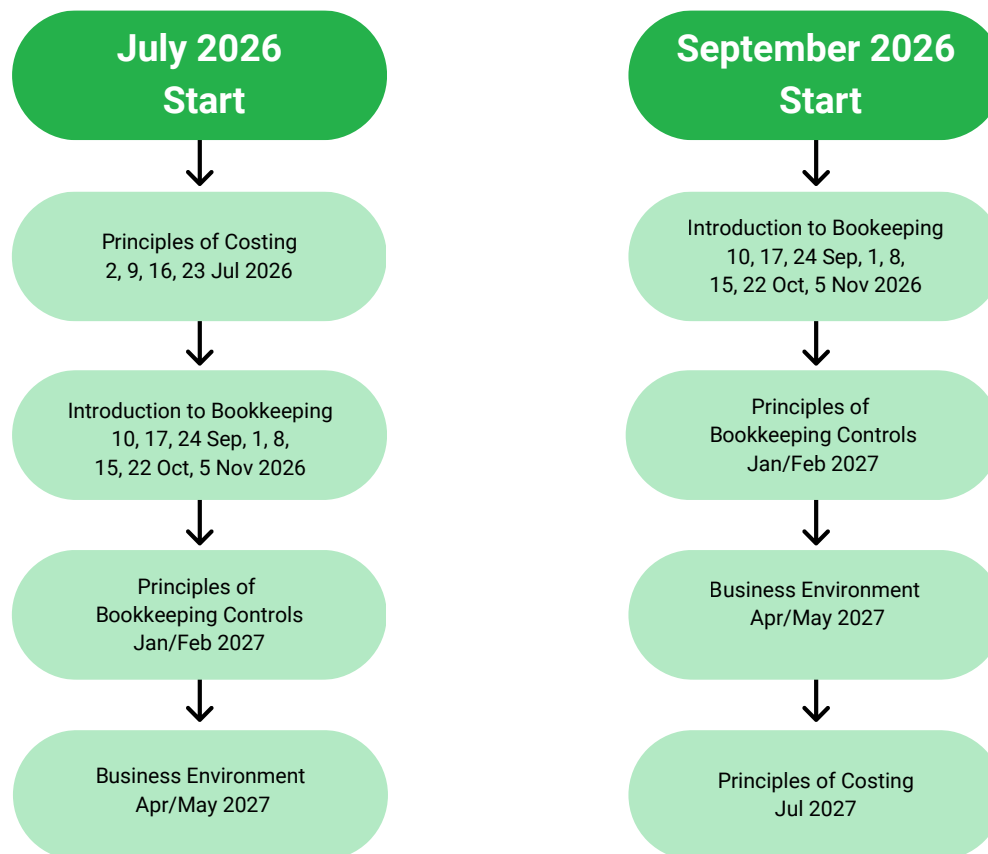 July 2026
Start
Principles of Costing
2, 9, 16, 23 Jul 2026
Introduction to Bookkeeping
10, 17, 24 Sep, 1, 8,
15, 22 Oct, 5 Nov 2026
Principles of
Bookkeeping Controls
Jan/Feb 2027
Business Environment
Apr/May 2027
September 2026
Start
Introduction to Bookeeping
10, 17, 24 Sep, 1, 8,
15, 22 Oct, 5 Nov 2026
Principles of
Bookkeeping Controls
Jan/Feb 2027
Business Environment
Apr/May 2027
Principles of Costing
Jul 2027